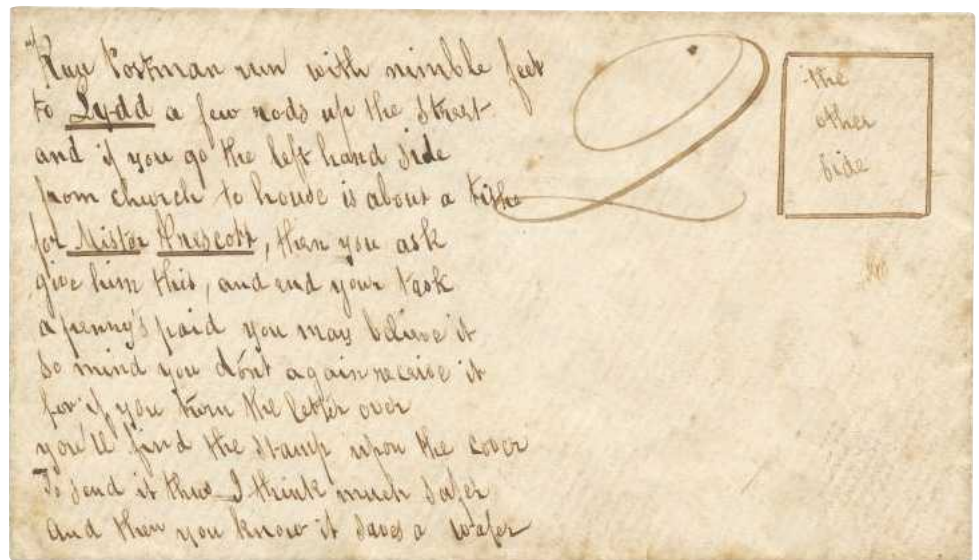 "Run Postman run with nimble feet
to Lydd a few rods up the street
and if you go the left hand side
from church to house is about a tithe
for Mister Prescott, then you ask
give him this, and end your task
a penny's paid you may believe it
so mind you don't again receive it
for if you turn the letter over
you'll find the stamp upon the cover
To send it thus I think much safer
and then you know it saves a wafer
2
the
other
side